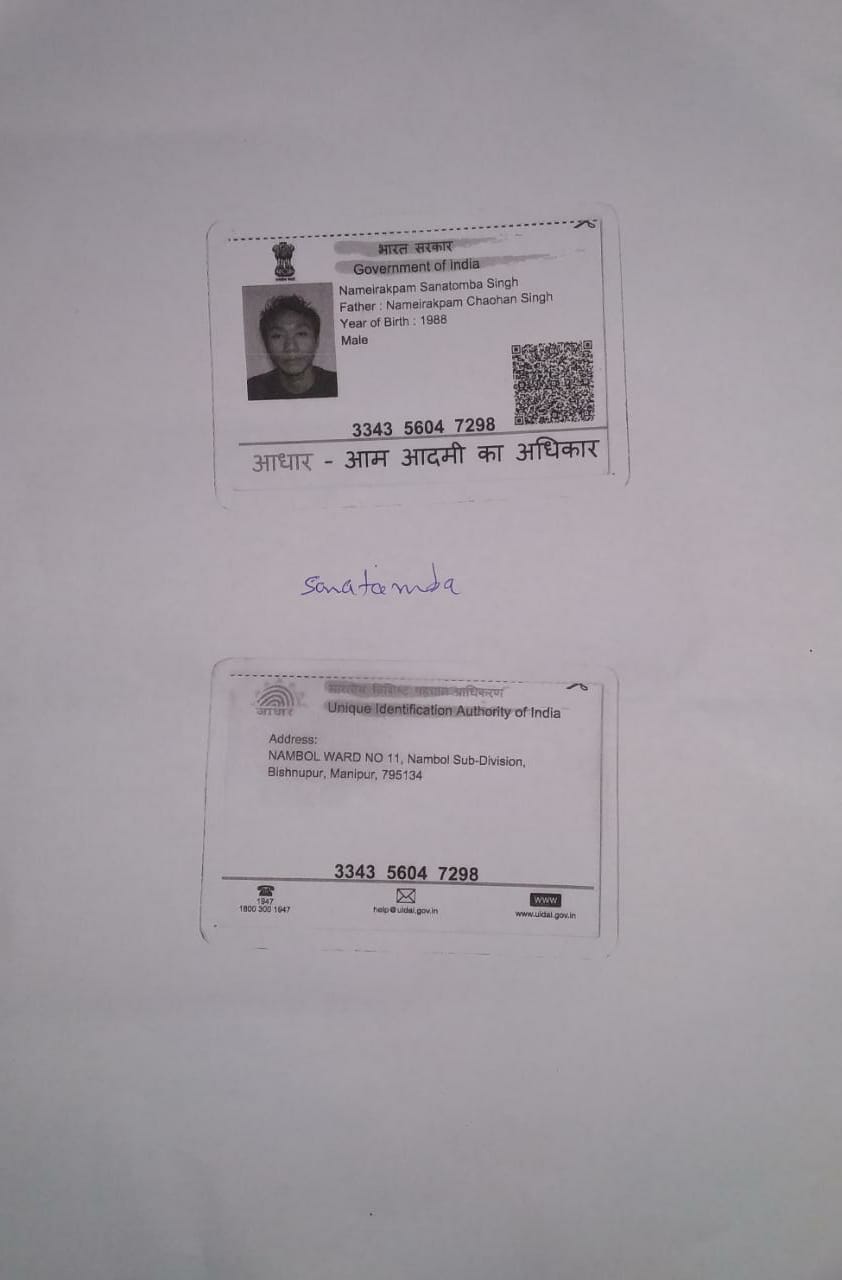 भारत सरकार
Government of India
Nameirakpam Sanatomba Singh
Father : Nameirakpam Chaohan Singh
Year of Birth : 1988
Male
3343 5604 7298
आधार - आम आदमी का अधिकार
Sanatomba
भारतीय विशिष्ट पहचान प्राधिकरण
आधार
Unique Identification Authority of India
Address:
NAMBOL WARD NO 11, Nambol Sub-Division,
Bishnupur, Manipur, 795134
3343 5604 7298
1947
1800 300 1947
help@uidai.gov.in
WWW
www.uidai.gov.in